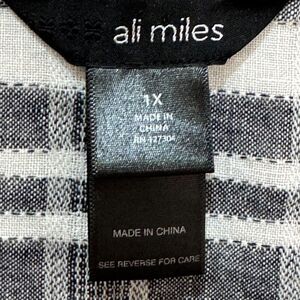 ali miles
1X
MADE IN
CHINA
RN 127304
MADE IN CHINA
SEE REVERSE FOR CARE